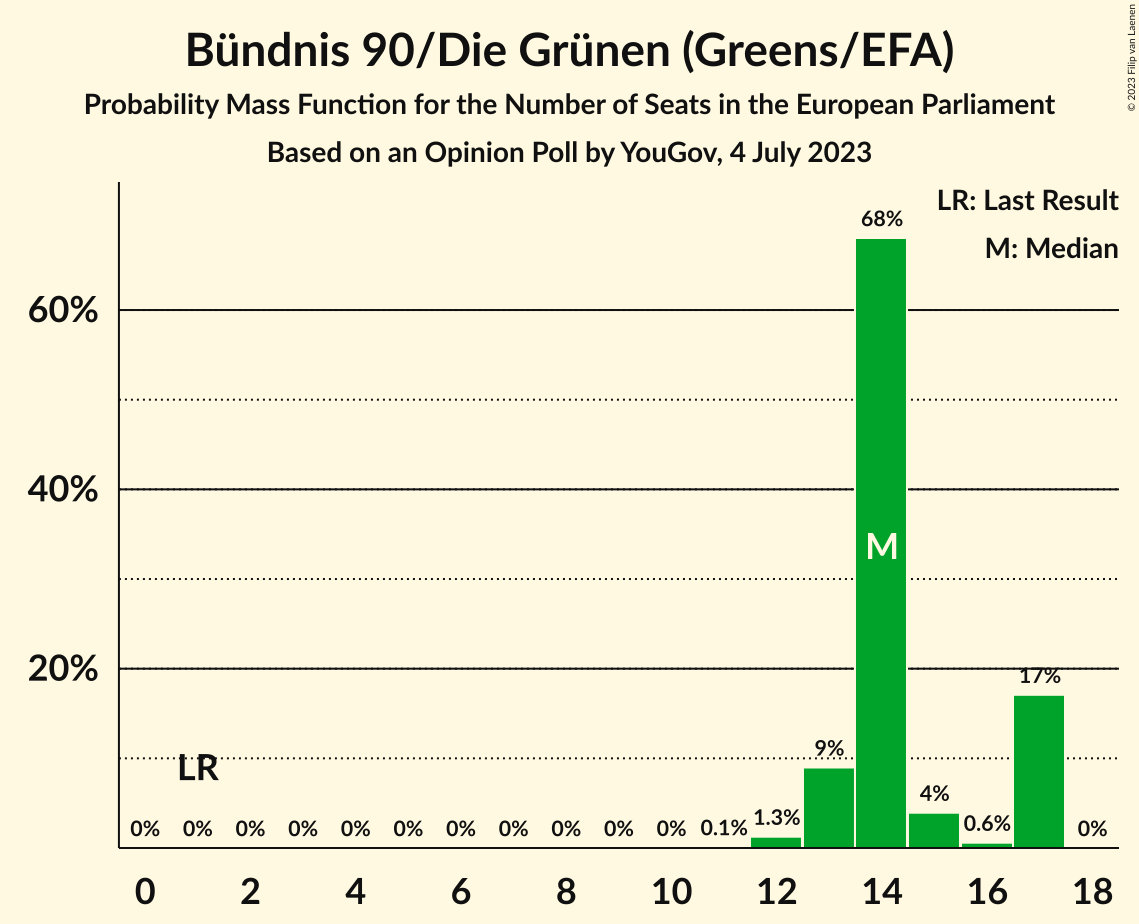 Bündnis 90/Die Grünen (Greens/EFA)
Probability Mass Function for the Number of Seats in the European Parliament
Based on an Opinion Poll by YouGov, 4 July 2023
© 2023 Filip van Laenen
LR: Last Result
M: Median
68%
60%
40%
M
20%
17%
9%
LR
4%
0% 0% 0% 0% 0% 0% 0% 0% 0% 0% 0% 0.1% 1.3% 0.6% 0%
0 2 4 6 8 10 12 14 16 18